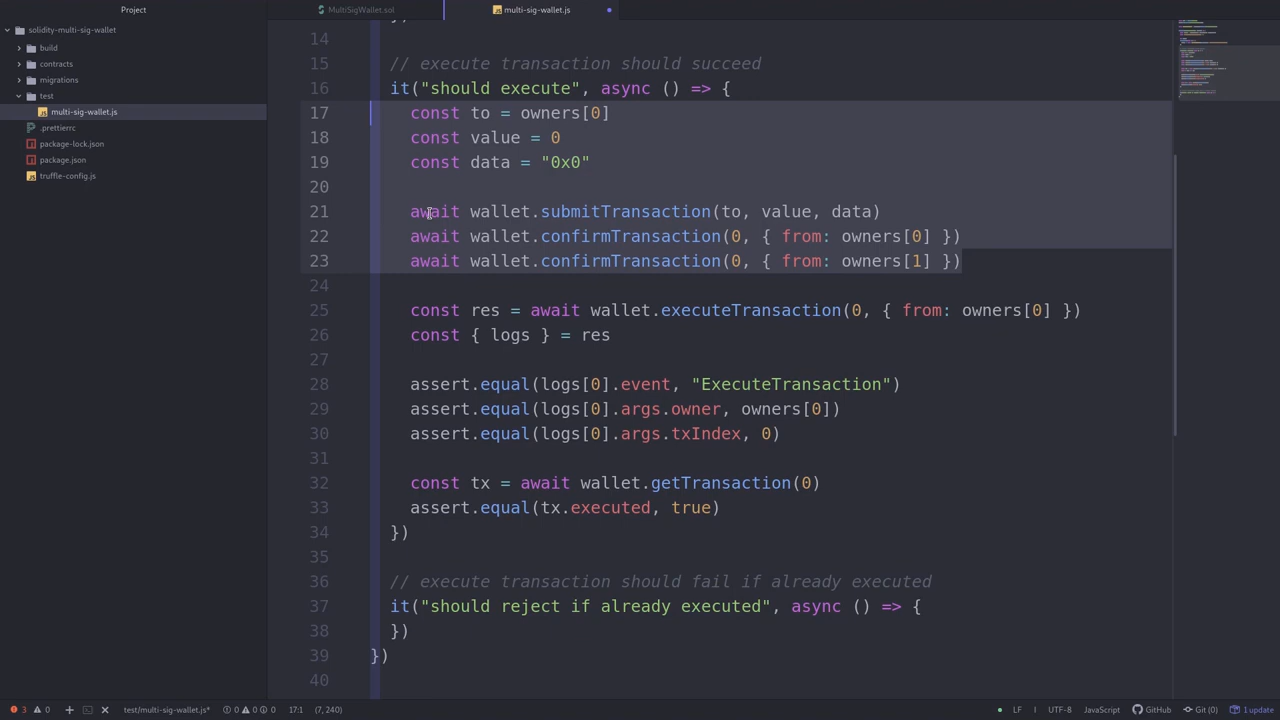 Project
MultiSigWallet.sol
multi-sig-wallet.js
solidity-multi-sig-wallet
build
contracts
migrations
test
multi-sig-wallet.js
.prettierrc
package-lock.json
package.json
truffle-config.js
14
15 // execute transaction should succeed
16 it("should execute", async () => {
17 const to = owners[0]
18 const value = 0
19 const data = "0x0"
20
21 await wallet.submitTransaction(to, value, data)
22 await wallet.confirmTransaction(0, { from: owners[0] })
23 await wallet.confirmTransaction(0, { from: owners[1] })
24
25 const res = await wallet.executeTransaction(0, { from: owners[0] })
26 const { logs } = res
27
28 assert.equal(logs[0].event, "ExecuteTransaction")
29 assert.equal(logs[0].args.owner, owners[0])
30 assert.equal(logs[0].args.txIndex, 0)
31
32 const tx = await wallet.getTransaction(0)
33 assert.equal(tx.executed, true)
34 })
35
36 // execute transaction should fail if already executed
37 it("should reject if already executed", async () => {
38 })
39 })
40
3 0 test/multi-sig-wallet.js* 0 0 0 17:1 (7, 240) LF UTF-8 JavaScript GitHub Git (0) 1 update